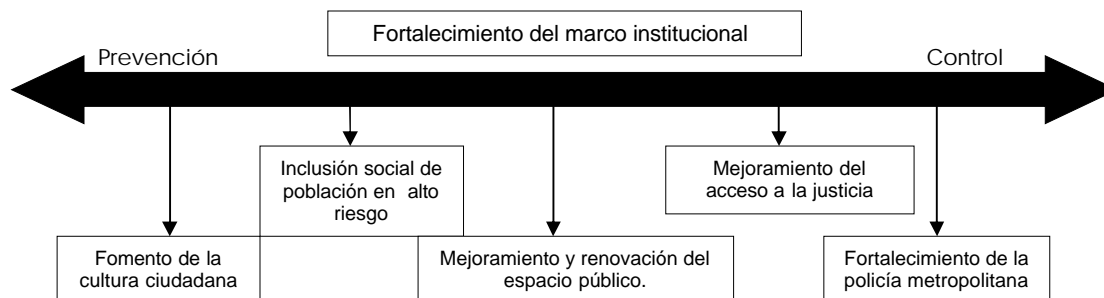 Fortalecimiento del marco institucional
Prevención
Control
Inclusión social de
población en alto
riesgo
Mejoramiento del
acceso a la justicia
Fomento de la
cultura ciudadana
Mejoramiento y renovación del
espacio público.
Fortalecimiento de la
policía metropolitana